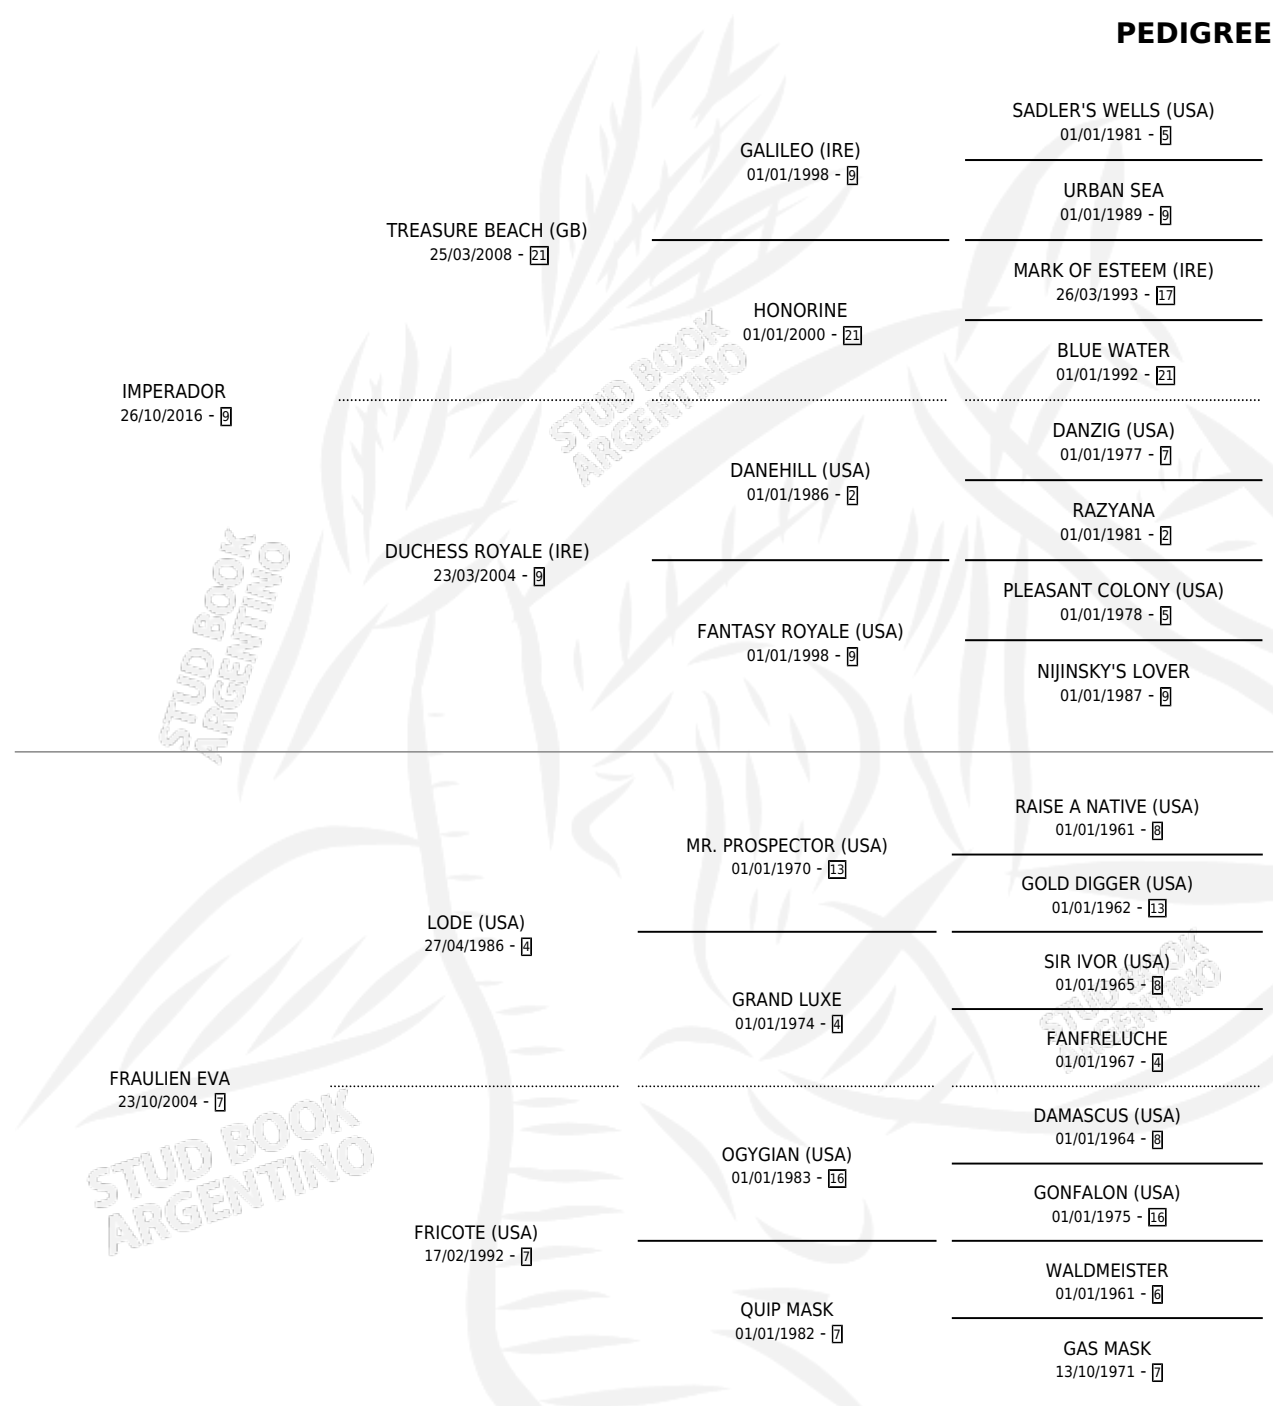 PEDIGREE
SADLER'S WELLS (USA)
01/01/1981 - 5
GALILEO (IRE)
01/01/1998 - 9
URBAN SEA
01/01/1989 - 9
TREASURE BEACH (GB)
25/03/2008 - 21
MARK OF ESTEEM (IRE)
26/03/1993 - 17
HONORINE
01/01/2000 - 21
BLUE WATER
01/01/1992 - 21
IMPERADOR
26/10/2016 - 9
DANZIG (USA)
01/01/1977 - 7
DANEHILL (USA)
01/01/1986 - 2
RAZYANA
01/01/1981 - 2
DUCHESS ROYALE (IRE)
23/03/2004 - 9
PLEASANT COLONY (USA)
01/01/1978 - 5
FANTASY ROYALE (USA)
01/01/1998 - 9
NIJINSKY'S LOVER
01/01/1987 - 9
RAISE A NATIVE (USA)
01/01/1961 - 8
MR. PROSPECTOR (USA)
01/01/1970 - 13
GOLD DIGGER (USA)
01/01/1962 - 13
LODE (USA)
27/04/1986 - 4
SIR IVOR (USA)
01/01/1965 - 8
GRAND LUXE
01/01/1974 - 4
FANFRELUCHE
01/01/1967 - 4
FRAULIEN EVA
23/10/2004 - 7
DAMASCUS (USA)
01/01/1964 - 8
OGYGIAN (USA)
01/01/1983 - 16
GONFALON (USA)
01/01/1975 - 16
FRICOTE (USA)
17/02/1992 - 7
WALDMEISTER
01/01/1961 - 6
QUIP MASK
01/01/1982 - 7
GAS MASK
13/10/1971 - 7
STUD BOOK
ARGENTINO
STUD BOOK
ARGENTINO
STUD BOOK
ARGENTINO
STUD BOOK
ARGENTINO